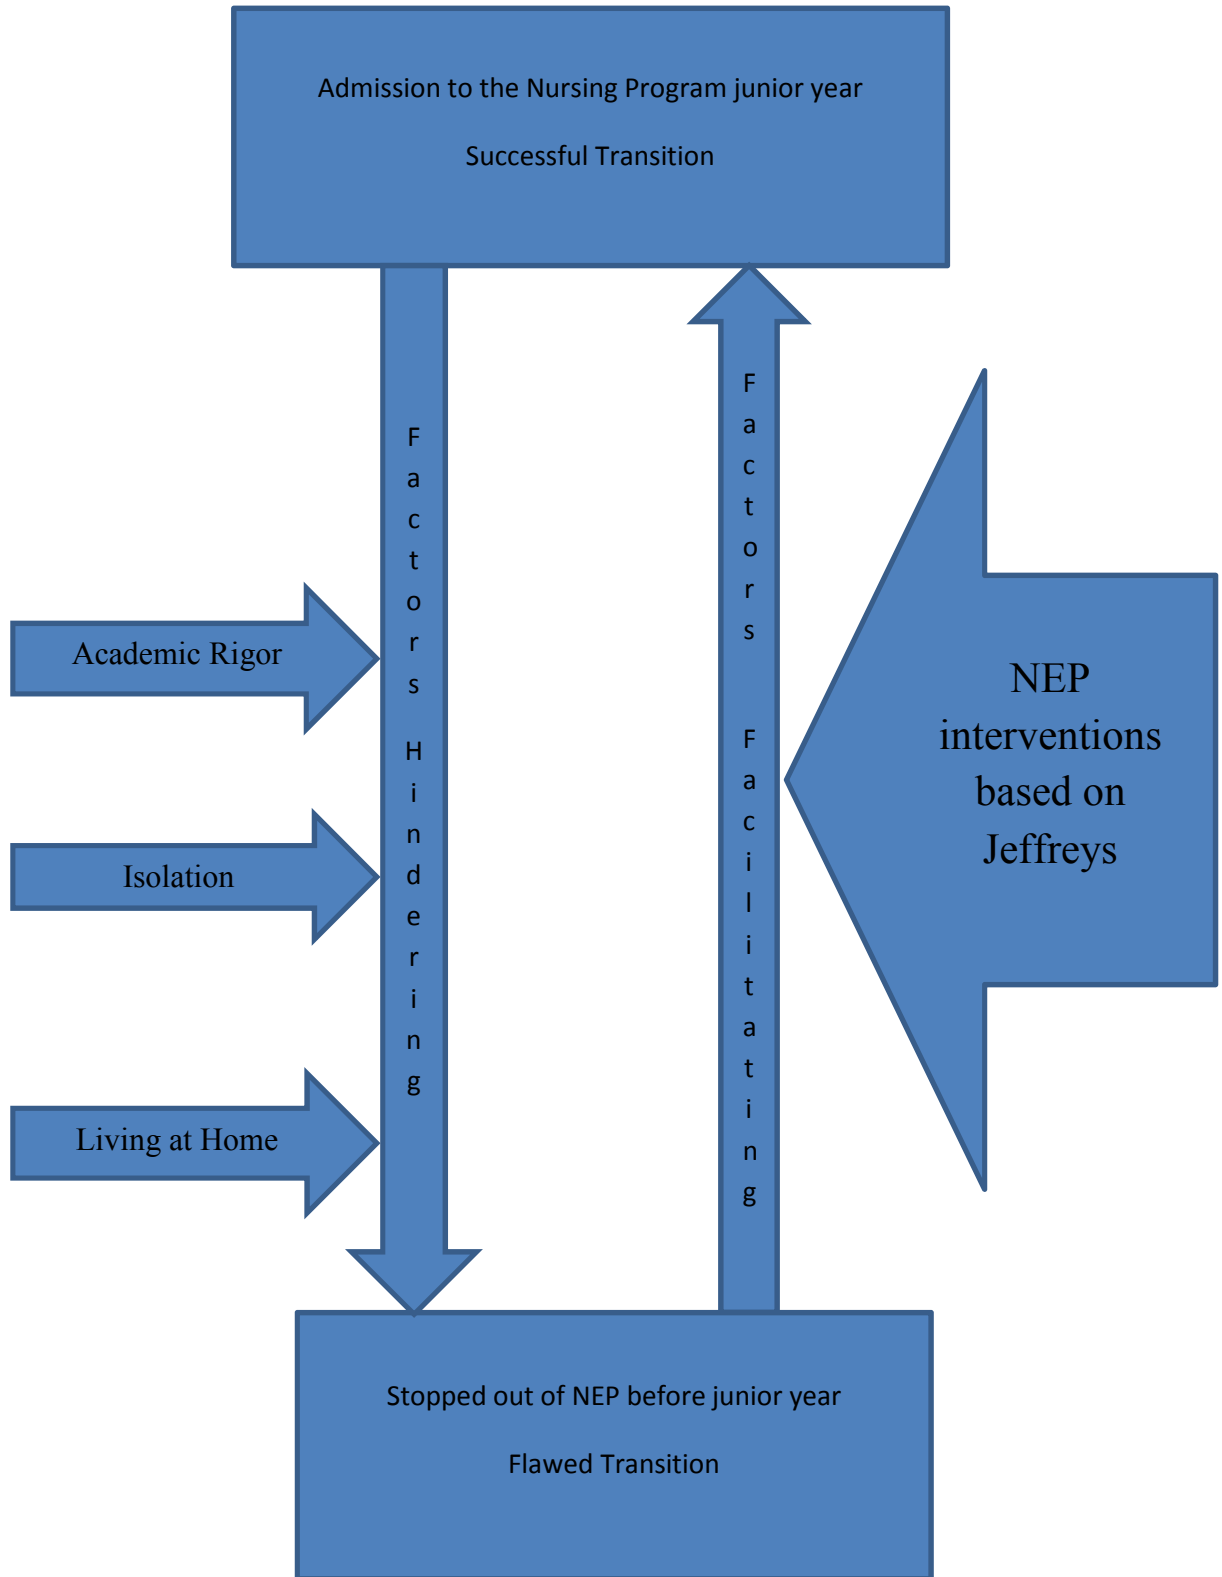 Admission to the Nursing Program junior year
Successful Transition
Factors Hindering
Factors Facilitating
Academic Rigor
Isolation
Living at Home
NEP
interventions
based on
Jeffreys
Stopped out of NEP before junior year
Flawed Transition